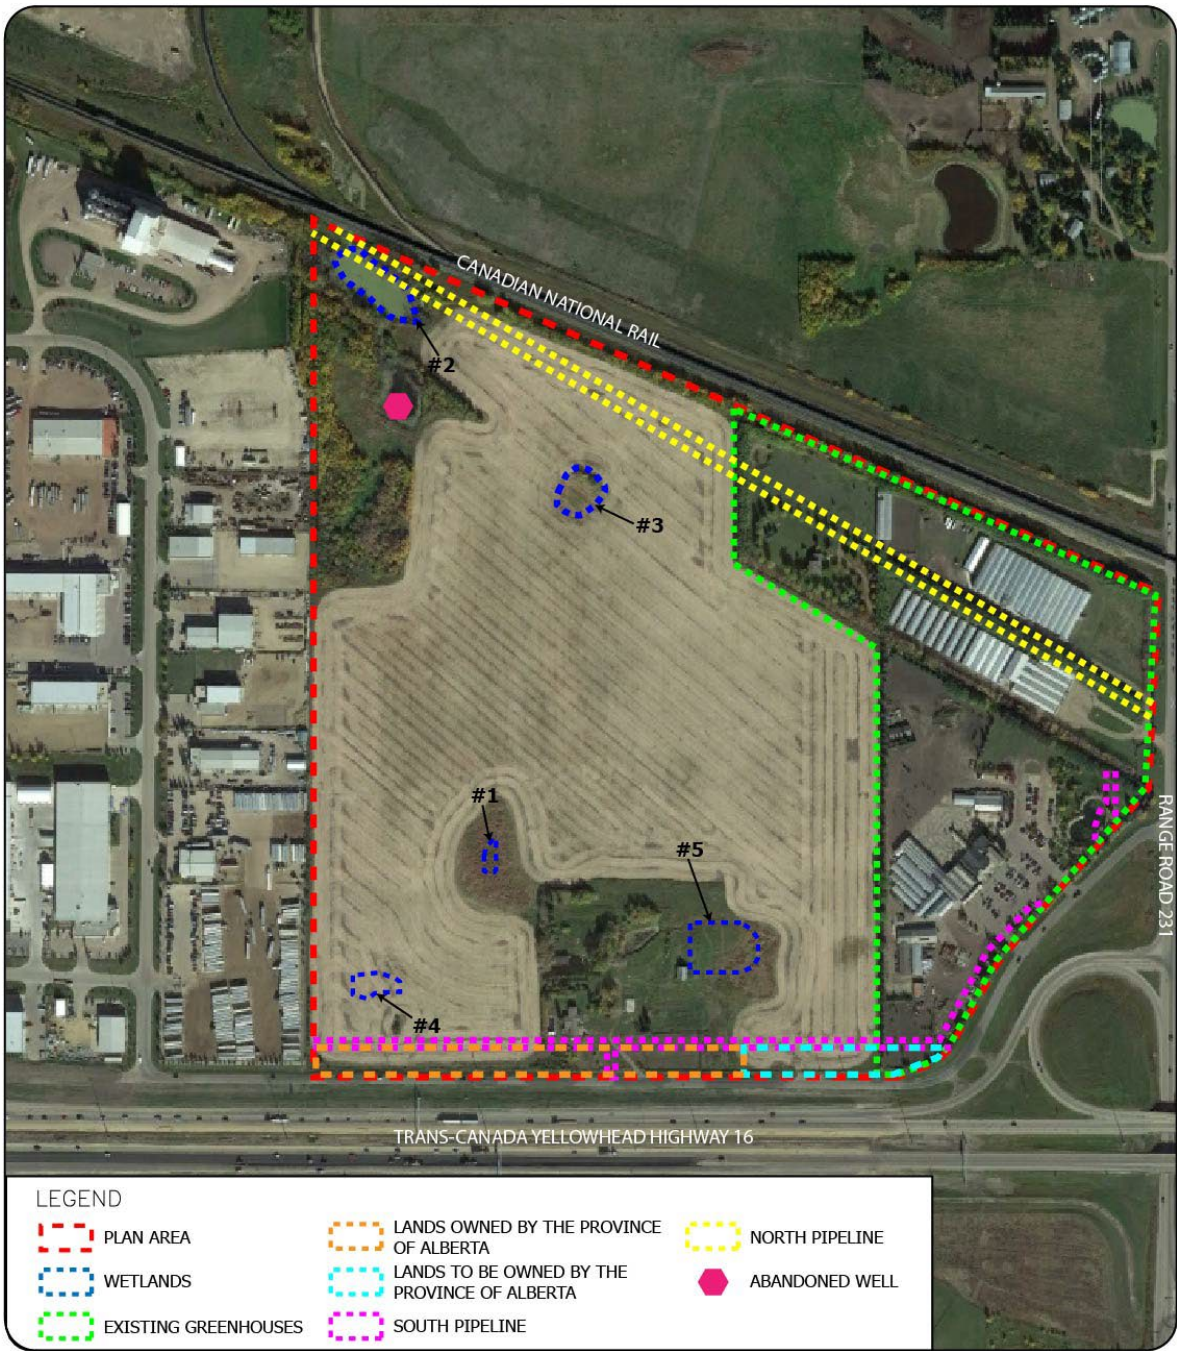 CANADIAN NATIONAL RAIL
#2
#3
#1
#5
#4
RANGE ROAD 231
TRANS-CANADA YELLOWHEAD HIGHWAY 16
LEGEND
PLAN AREA
WETLANDS
EXISTING GREENHOUSES
LANDS OWNED BY THE PROVINCE
OF ALBERTA
LANDS TO BE OWNED BY THE
PROVINCE OF ALBERTA
SOUTH PIPELINE
NORTH PIPELINE
ABANDONED WELL